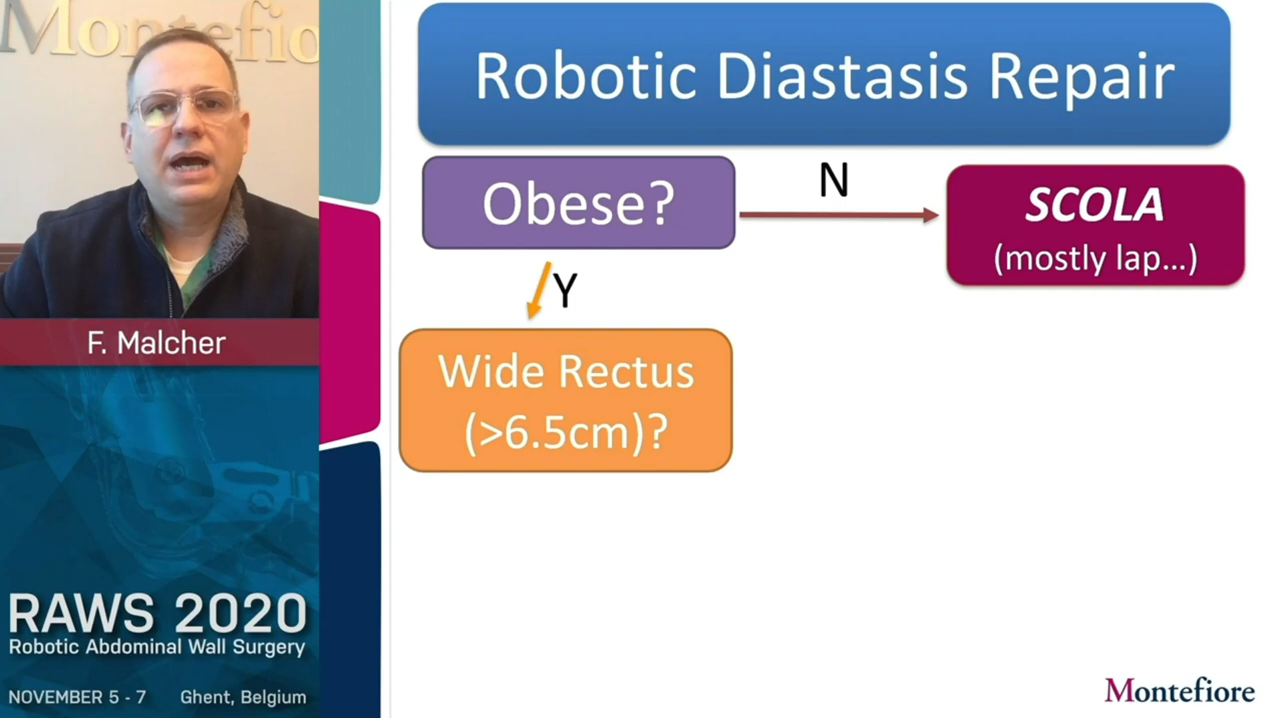 Montefio
F. Malcher
RAWS 2020
Robotic Abdominal Wall Surgery
NOVEMBER 5 - 7 Ghent, Belgium
Robotic Diastasis Repair
Obese?
N
SCOLA
(mostly lap...)
Y
Wide Rectus
(>6.5cm)?
Montefiore